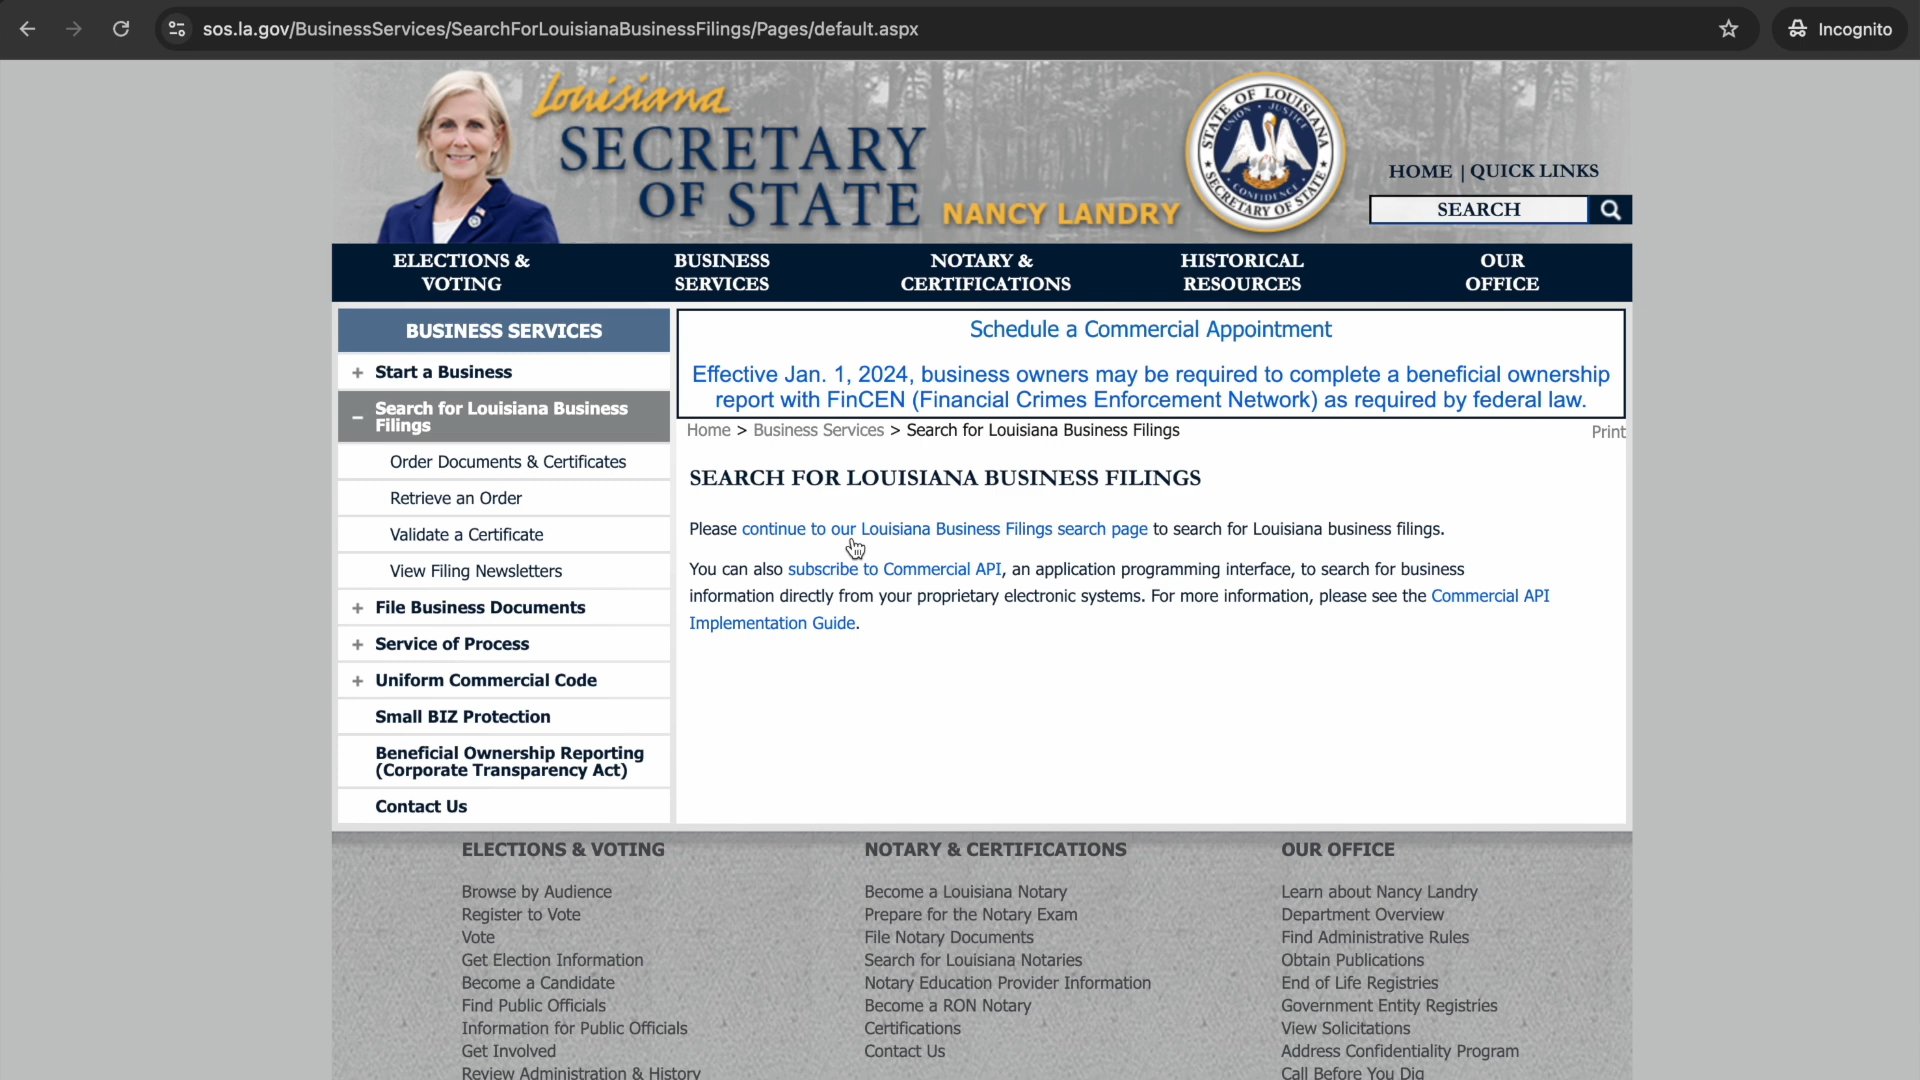 sos.la.gov/BusinessServices/SearchForLouisianaBusinessFilings/Pages/default.aspx
Incognito
Louisiana
SECRETARY
OF STATE
NANCY LANDRY
STATE OF LOUISIANA
UNION JUSTICE
CONFIDENCE
SECRETARY OF STATE
HOME | QUICK LINKS
SEARCH
ELECTIONS &
VOTING
BUSINESS
SERVICES
NOTARY &
CERTIFICATIONS
HISTORICAL
RESOURCES
OUR
OFFICE
BUSINESS SERVICES
+ Start a Business
– Search for Louisiana Business
Filings
Order Documents & Certificates
Retrieve an Order
Validate a Certificate
View Filing Newsletters
+ File Business Documents
+ Service of Process
+ Uniform Commercial Code
Small BIZ Protection
Beneficial Ownership Reporting
(Corporate Transparency Act)
Contact Us
Schedule a Commercial Appointment
Effective Jan. 1, 2024, business owners may be required to complete a beneficial ownership
report with FinCEN (Financial Crimes Enforcement Network) as required by federal law.
Home > Business Services > Search for Louisiana Business Filings
Print
SEARCH FOR LOUISIANA BUSINESS FILINGS
Please continue to our Louisiana Business Filings search page to search for Louisiana business filings.
You can also subscribe to Commercial API, an application programming interface, to search for business
information directly from your proprietary electronic systems. For more information, please see the Commercial API
Implementation Guide.
ELECTIONS & VOTING
Browse by Audience
Register to Vote
Vote
Get Election Information
Become a Candidate
Find Public Officials
Information for Public Officials
Get Involved
Review Administration & History
NOTARY & CERTIFICATIONS
Become a Louisiana Notary
Prepare for the Notary Exam
File Notary Documents
Search for Louisiana Notaries
Notary Education Provider Information
Become a RON Notary
Certifications
Contact Us
OUR OFFICE
Learn about Nancy Landry
Department Overview
Find Administrative Rules
Obtain Publications
End of Life Registries
Government Entity Registries
View Solicitations
Address Confidentiality Program
Call Before You Dig